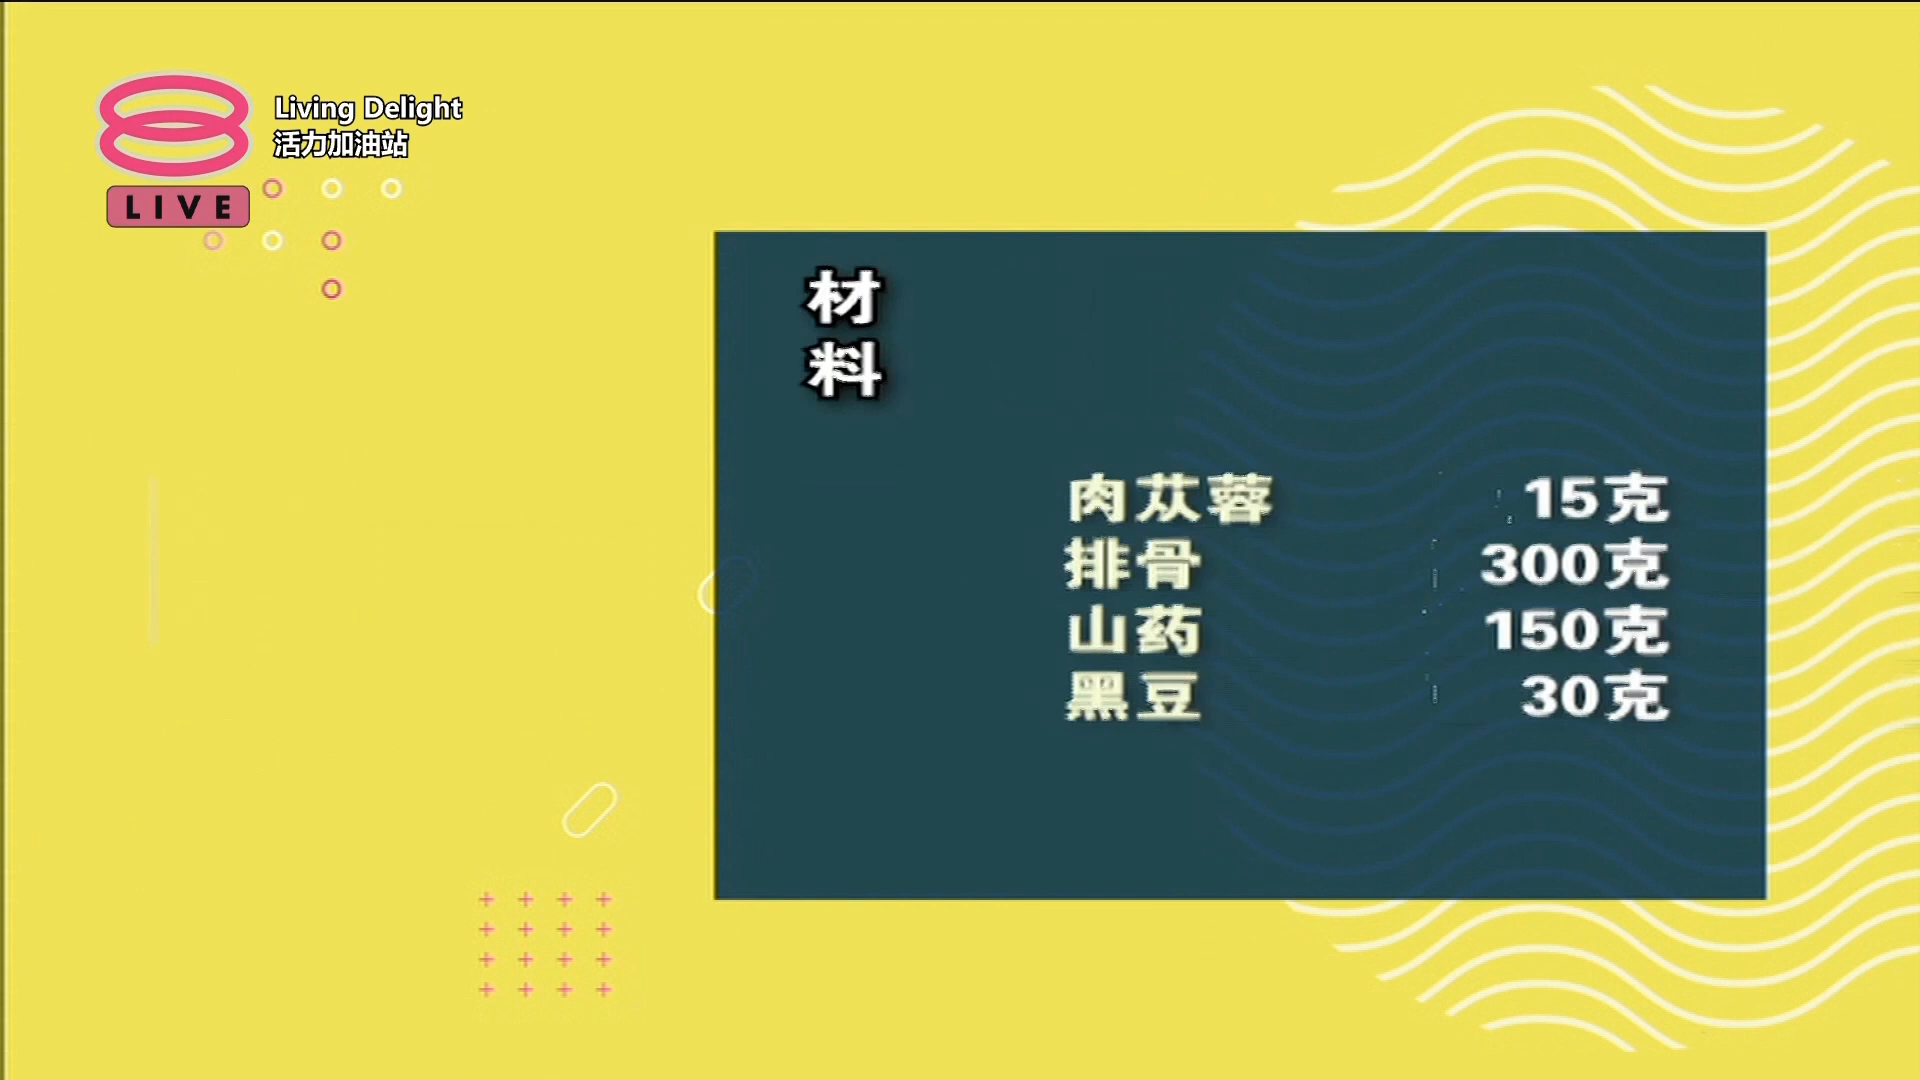 Living Delight
活力加油站
LIVE
材
料
肉苁蓉 15克
排骨 300克
山药 150克
黑豆 30克